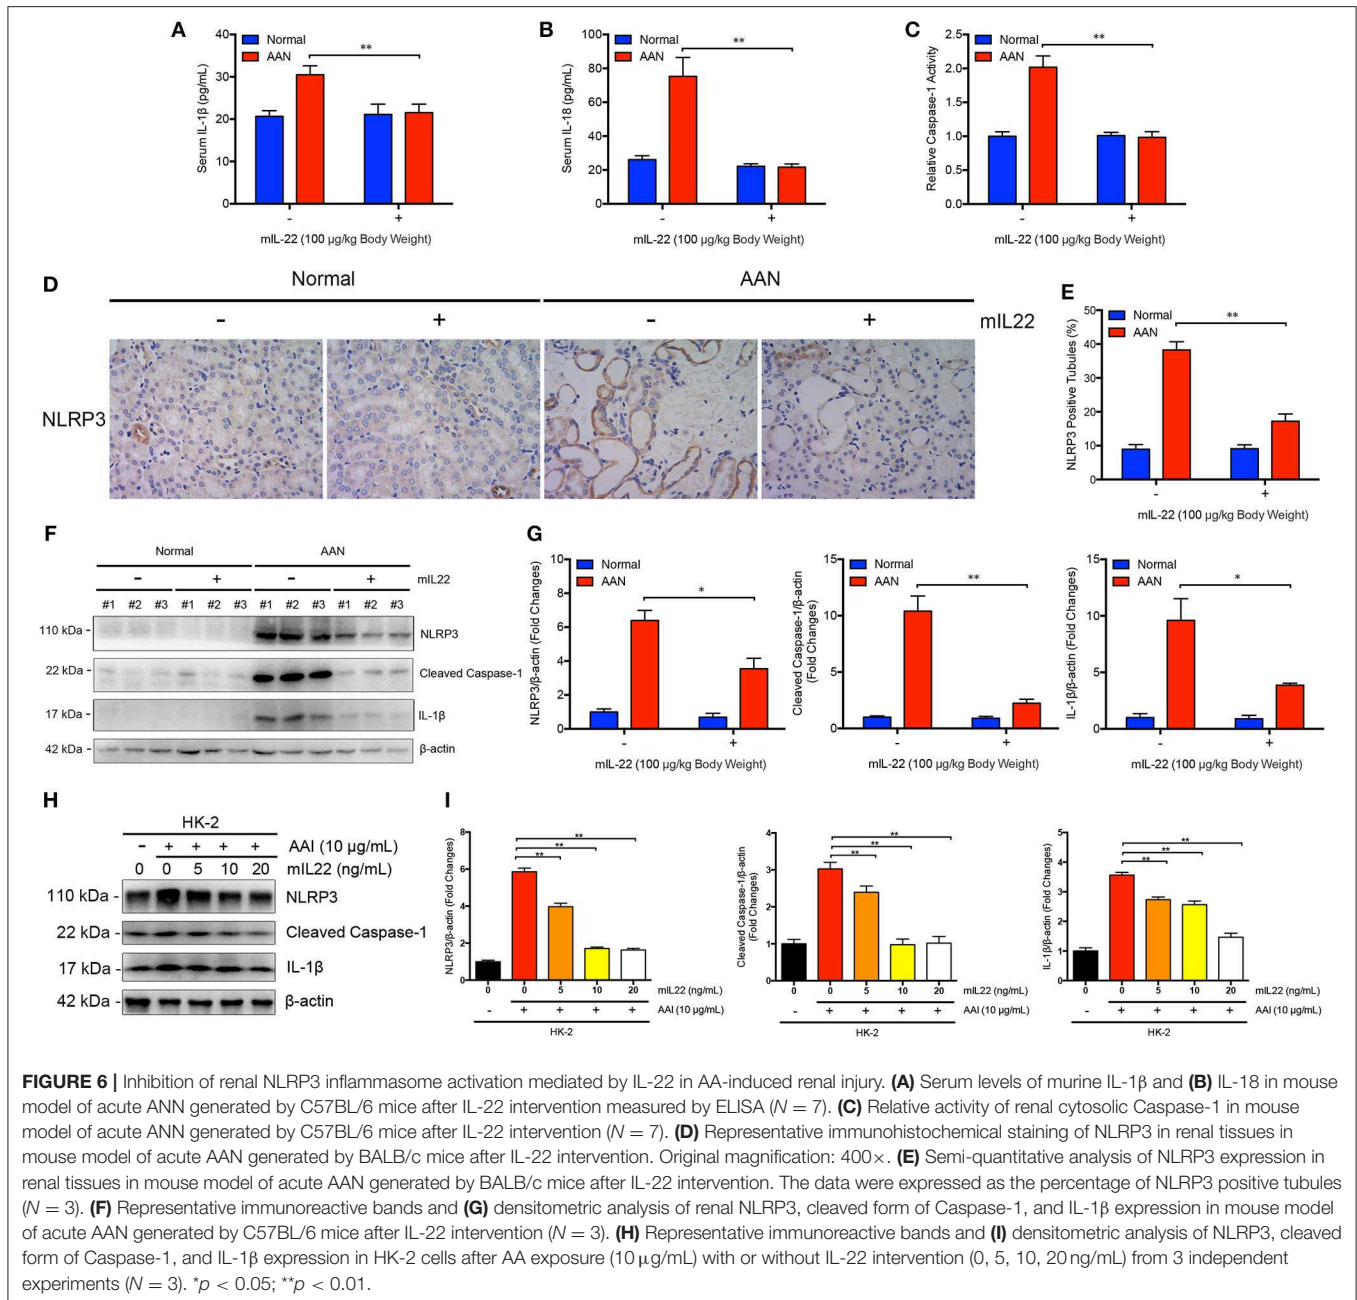 A
Normal
AAN
**
Serum IL-1β (pg/mL)
40
30
20
10
0
- +
mIL-22 (100 µg/kg Body Weight)
B
Normal
AAN
**
Serum IL-18 (pg/mL)
100
80
60
40
20
0
- +
mIL-22 (100 µg/kg Body Weight)
C
Normal
AAN
**
Relative Caspase-1 Activity
2.5
2.0
1.5
1.0
0.5
0.0
- +
mIL-22 (100 µg/kg Body Weight)
D
Normal AAN
- + - + mIL22
NLRP3
E
Normal
AAN
**
NLRP3 Positive Tubules (%)
50
40
30
20
10
0
- +
mIL-22 (100 µg/kg Body Weight)
F
Normal AAN
- + - + mIL22
#1 #2 #3 #1 #2 #3 #1 #2 #3 #1 #2 #3
110 kDa - NLRP3
22 kDa - Cleaved Caspase-1
17 kDa - IL-1β
42 kDa - β-actin
G
Normal
AAN
*
NLRP3/β-actin (Fold Changes)
10
8
6
4
2
0
- +
mIL-22 (100 µg/kg Body Weight)
Normal
AAN
**
Cleaved Caspase-1/β-actin
(Fold Changes)
15
10
5
0
- +
mIL-22 (100 µg/kg Body Weight)
Normal
AAN
*
IL-1β/β-actin (Fold Changes)
15
10
5
0
- +
mIL-22 (100 µg/kg Body Weight)
H
HK-2
- + + + + AAI (10 µg/mL)
0 0 5 10 20 mIL22 (ng/mL)
110 kDa - NLRP3
22 kDa - Cleaved Caspase-1
17 kDa - IL-1β
42 kDa - β-actin
I
**
**
**
NLRP3/β-actin (Fold Changes)
8
6
4
2
0
0 0 5 10 20 mIL22 (ng/mL)
- + + + + AAI (10 µg/mL)
HK-2
**
**
**
Cleaved Caspase-1/β-actin
(Fold Changes)
4
3
2
1
0
0 0 5 10 20 mIL22 (ng/mL)
- + + + + AAI (10 µg/mL)
HK-2
**
**
**
IL-1β/β-actin (Fold Changes)
5
4
3
2
1
0
0 0 5 10 20 mIL22 (ng/mL)
- + + + + AAI (10 µg/mL)
HK-2
FIGURE 6 | Inhibition of renal NLRP3 inflammasome activation mediated by IL-22 in AA-induced renal injury. (A) Serum levels of murine IL-1β and (B) IL-18 in mouse
model of acute ANN generated by C57BL/6 mice after IL-22 intervention measured by ELISA (N = 7). (C) Relative activity of renal cytosolic Caspase-1 in mouse
model of acute ANN generated by C57BL/6 mice after IL-22 intervention (N = 7). (D) Representative immunohistochemical staining of NLRP3 in renal tissues in
mouse model of acute AAN generated by BALB/c mice after IL-22 intervention. Original magnification: 400×. (E) Semi-quantitative analysis of NLRP3 expression in
renal tissues in mouse model of acute AAN generated by BALB/c mice after IL-22 intervention. The data were expressed as the percentage of NLRP3 positive tubules
(N = 3). (F) Representative immunoreactive bands and (G) densitometric analysis of renal NLRP3, cleaved form of Caspase-1, and IL-1β expression in mouse model
of acute AAN generated by C57BL/6 mice after IL-22 intervention (N = 3). (H) Representative immunoreactive bands and (I) densitometric analysis of NLRP3, cleaved
form of Caspase-1, and IL-1β expression in HK-2 cells after AA exposure (10 µg/mL) with or without IL-22 intervention (0, 5, 10, 20 ng/mL) from 3 independent
experiments (N = 3). *p < 0.05; **p < 0.01.